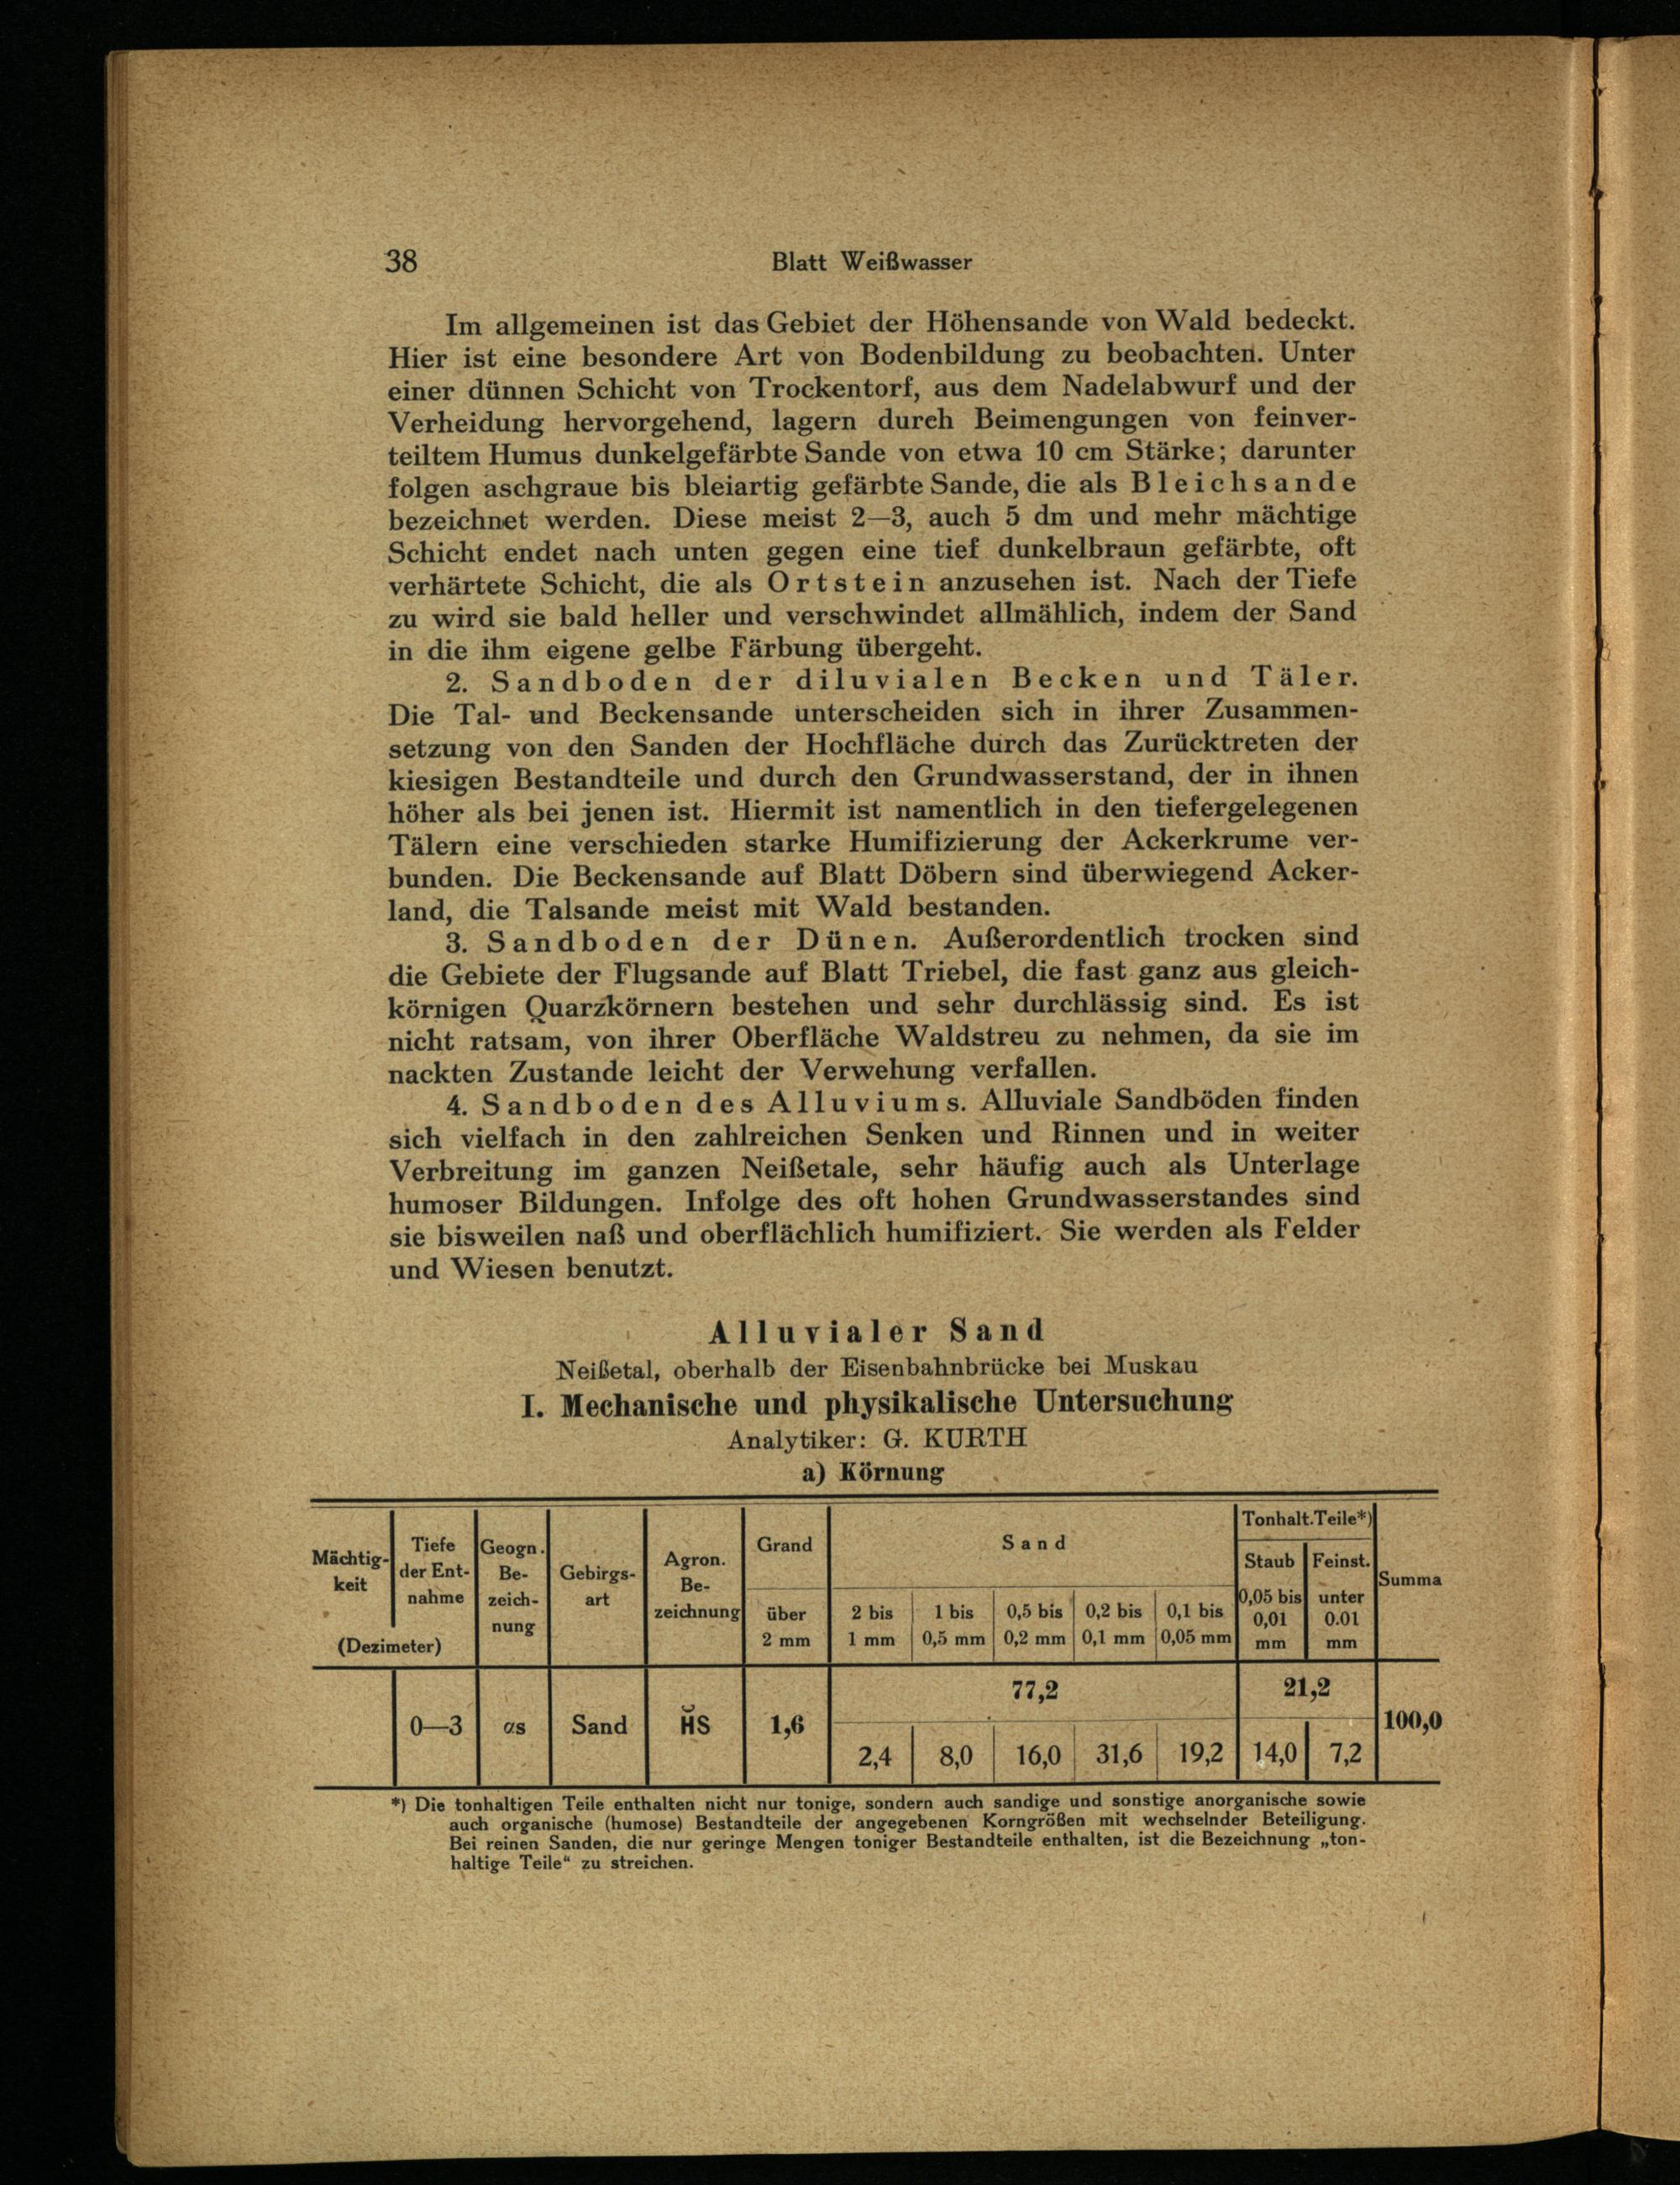 38
Blatt Weißwasser
Im allgemeinen ist das Gebiet der Höhensande von Wald bedeckt.
Hier ist eine besondere Art von Bodenbildung zu beobachten. Unter
einer dünnen Schicht von Trockentorf, aus dem Nadelabwurf und der
Verheidung hervorgehend, lagern durch Beimengungen von feinver-
teiltem Humus dunkelgefärbte Sande von etwa 10 cm Stärke; darunter
folgen aschgraue bis bleiartig gefärbte Sande, die als Bleichsande
bezeichnet werden. Diese meist 2—3, auch 5 dm und mehr mächtige
Schicht endet nach unten gegen eine tief dunkelbraun gefärbte, oft
verhärtete Schicht, die als Ortstein anzusehen ist. Nach der Tiefe
zu wird sie bald heller und verschwindet allmählich, indem der Sand
in die ihm eigene gelbe Färbung übergeht.
2. Sandboden der diluvialen Becken und Täler.
Die Tal- und Beckensande unterscheiden sich in ihrer Zusammen-
setzung von den Sanden der Hochfläche durch das Zurücktreten der
kiesigen Bestandteile und durch den Grundwasserstand, der in ihnen
höher als bei jenen ist. Hiermit ist namentlich in den tiefergelegenen
Tälern eine verschieden starke Humifizierung der Ackerkrume ver-
bunden. Die Beckensande auf Blatt Döbern sind überwiegend Acker-
land, die Talsande meist mit Wald bestanden.
3. Sandboden der Dünen. Außerordentlich trocken sind
die Gebiete der Flugsande auf Blatt Triebel, die fast ganz aus gleich-
körnigen Quarzkörnern bestehen und sehr durchlässig sind. Es ist
nicht ratsam, von ihrer Oberfläche Waldstreu zu nehmen, da sie im
nackten Zustande leicht der Verwehung verfallen.
4. Sandboden des Alluviums. Alluviale Sandböden finden
sich vielfach in den zahlreichen Senken und Rinnen und in weiter
Verbreitung im ganzen Neißetale, sehr häufig auch als Unterlage
humoser Bildungen. Infolge des oft hohen Grundwasserstandes sind
sie bisweilen naß und oberflächlich humifiziert. Sie werden als Felder
und Wiesen benutzt.
Alluvialer Sand
Neißetal, oberhalb der Eisenbahnbrücke bei Muskau
I. Mechanische und physikalische Untersuchung
Analytiker: G. KURTH
a) Körnung
Mächtig-
keit
Tiefe
der Ent-
nahme
(Dezimeter)
Geogn.
Be-
zeich-
nung
Gebirgs-
art
Agron.
Be-
zeichnung
Grand
über
2 mm
Sand
2 bis
1 mm
1 bis
0,5 mm
0,5 bis
0,2 mm
0,2 bis
0,1 mm
0,1 bis
0,05 mm
Tonhalt.Teile*)
Staub
0,05 bis
0,01
mm
Feinst.
unter
0.01
mm
Summa
0—3
αs
Sand
H̆S
1,6
77,2
2,4 8,0 16,0 31,6 19,2
21,2
14,0 7,2
100,0
*) Die tonhaltigen Teile enthalten nicht nur tonige, sondern auch sandige und sonstige anorganische sowie
auch organische (humose) Bestandteile der angegebenen Korngrößen mit wechselnder Beteiligung.
Bei reinen Sanden, die nur geringe Mengen toniger Bestandteile enthalten, ist die Bezeichnung „ton-
haltige Teile“ zu streichen.